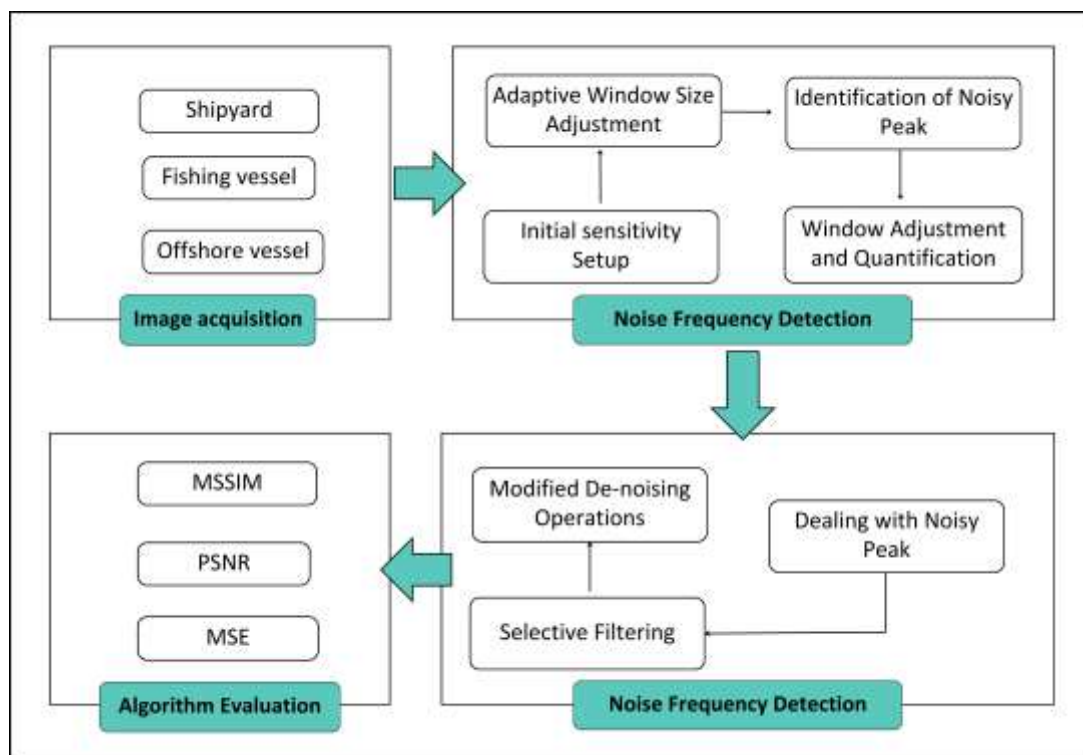 Shipyard
Fishing vessel
Offshore vessel
Image acquisition
Adaptive Window Size
Adjustment
Identification of Noisy
Peak
Initial sensitivity
Setup
Window Adjustment
and Quantification
Noise Frequency Detection
MSSIM
PSNR
MSE
Algorithm Evaluation
Modified De-noising
Operations
Dealing with Noisy
Peak
Selective Filtering
Noise Frequency Detection